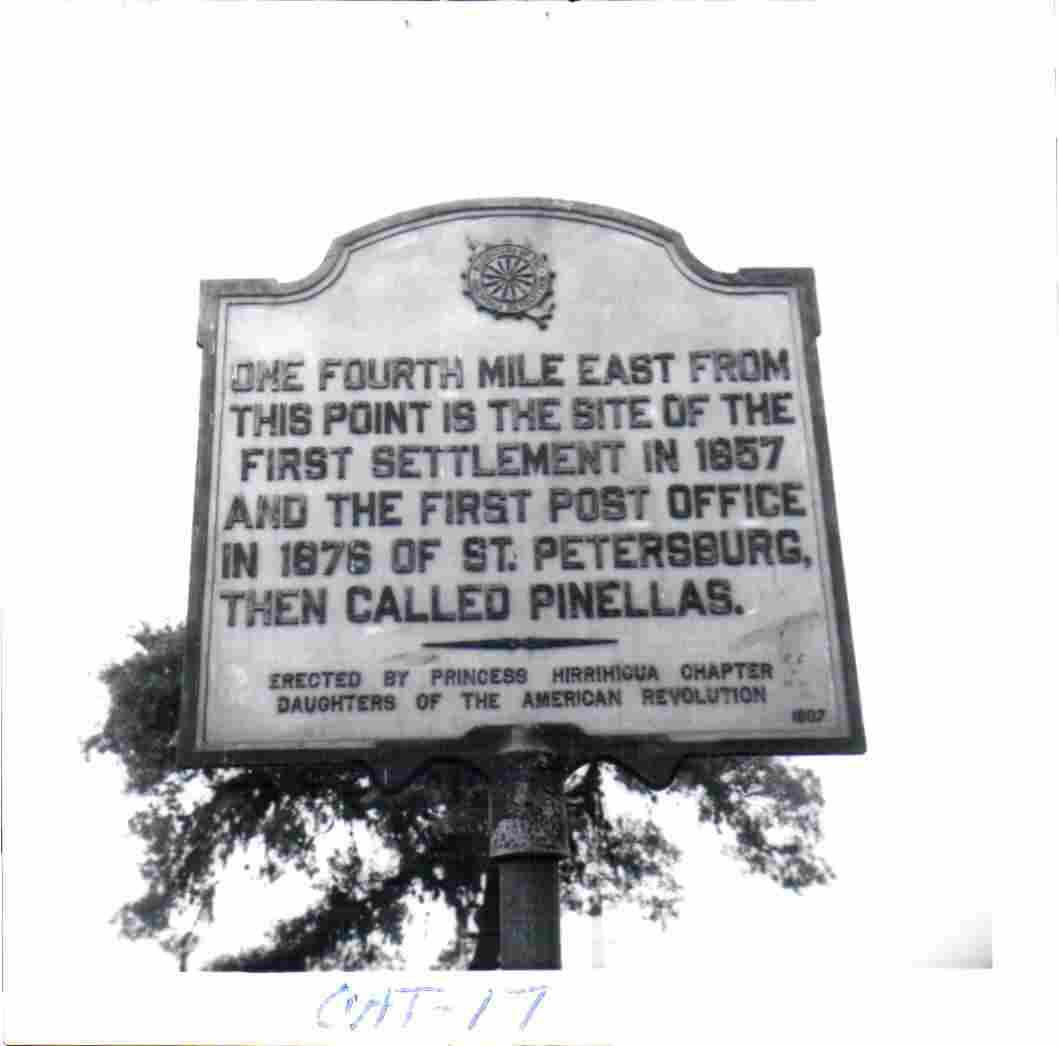 ONE FOURTH MILE EAST FROM
THIS POINT IS THE SITE OF THE
FIRST SETTLEMENT IN 1857
AND THE FIRST POST OFFICE
IN 1876 OF ST. PETERSBURG,
THEN CALLED PINELLAS.
ERECTED BY PRINCESS HIRRIHIGUA CHAPTER
DAUGHTERS OF THE AMERICAN REVOLUTION